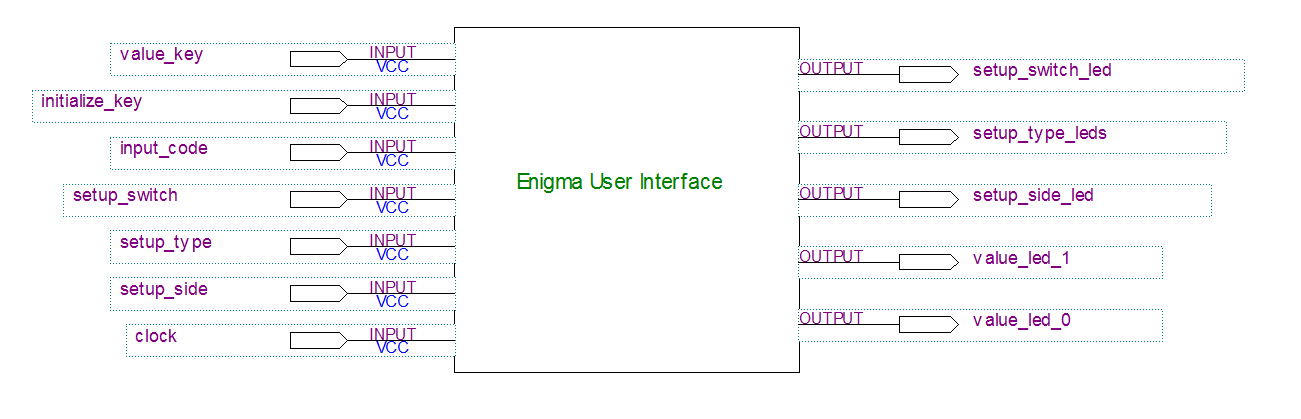 value_key
INPUT
VCC
initialize_key
INPUT
VCC
input_code
INPUT
VCC
setup_switch
INPUT
VCC
setup_type
INPUT
VCC
setup_side
INPUT
VCC
clock
INPUT
VCC
Enigma User Interface
OUTPUT
setup_switch_led
OUTPUT
setup_type_leds
OUTPUT
setup_side_led
OUTPUT
value_led_1
OUTPUT
value_led_0